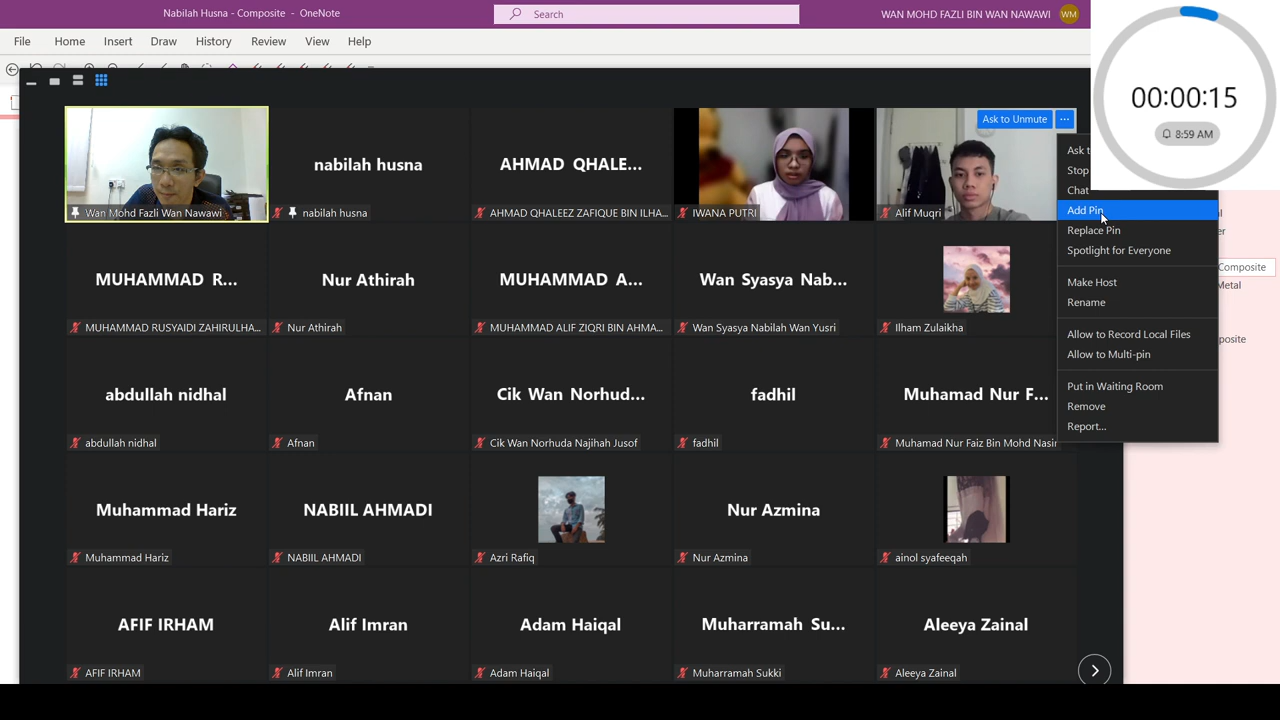 Nabilah Husna - Composite - OneNote
Search
WAN MOHD FAZLI BIN WAN NAWAWI
WM
File
Home
Insert
Draw
History
Review
View
Help
00:00:15
8:59 AM
Wan Mohd Fazli Wan Nawawi
nabilah husna
nabilah husna
AHMAD QHALE...
AHMAD QHALEEZ ZAFIQUE BIN ILHA...
IWANA PUTRI
Ask to Unmute
...
Alif Muqri
Ask t
Stop
Chat
Add Pin
Replace Pin
Spotlight for Everyone
Make Host
Rename
Allow to Record Local Files
Allow to Multi-pin
Put in Waiting Room
Remove
Report...
MUHAMMAD R...
MUHAMMAD RUSYAIDI ZAHIRULHA...
Nur Athirah
Nur Athirah
MUHAMMAD A...
MUHAMMAD ALIF ZIQRI BIN AHMA...
Wan Syasya Nab...
Wan Syasya Nabilah Wan Yusri
Ilham Zulaikha
abdullah nidhal
abdullah nidhal
Afnan
Afnan
Cik Wan Norhud...
Cik Wan Norhuda Najihah Jusof
fadhil
fadhil
Muhamad Nur F...
Muhamad Nur Faiz Bin Mohd Nasir
Muhammad Hariz
Muhammad Hariz
NABIIL AHMADI
NABIIL AHMADI
Azri Rafiq
Nur Azmina
Nur Azmina
ainol syafeeqah
AFIF IRHAM
AFIF IRHAM
Alif Imran
Alif Imran
Adam Haiqal
Adam Haiqal
Muharramah Su...
Muharramah Sukki
Aleeya Zainal
Aleeya Zainal
er
Composite
Metal
posite